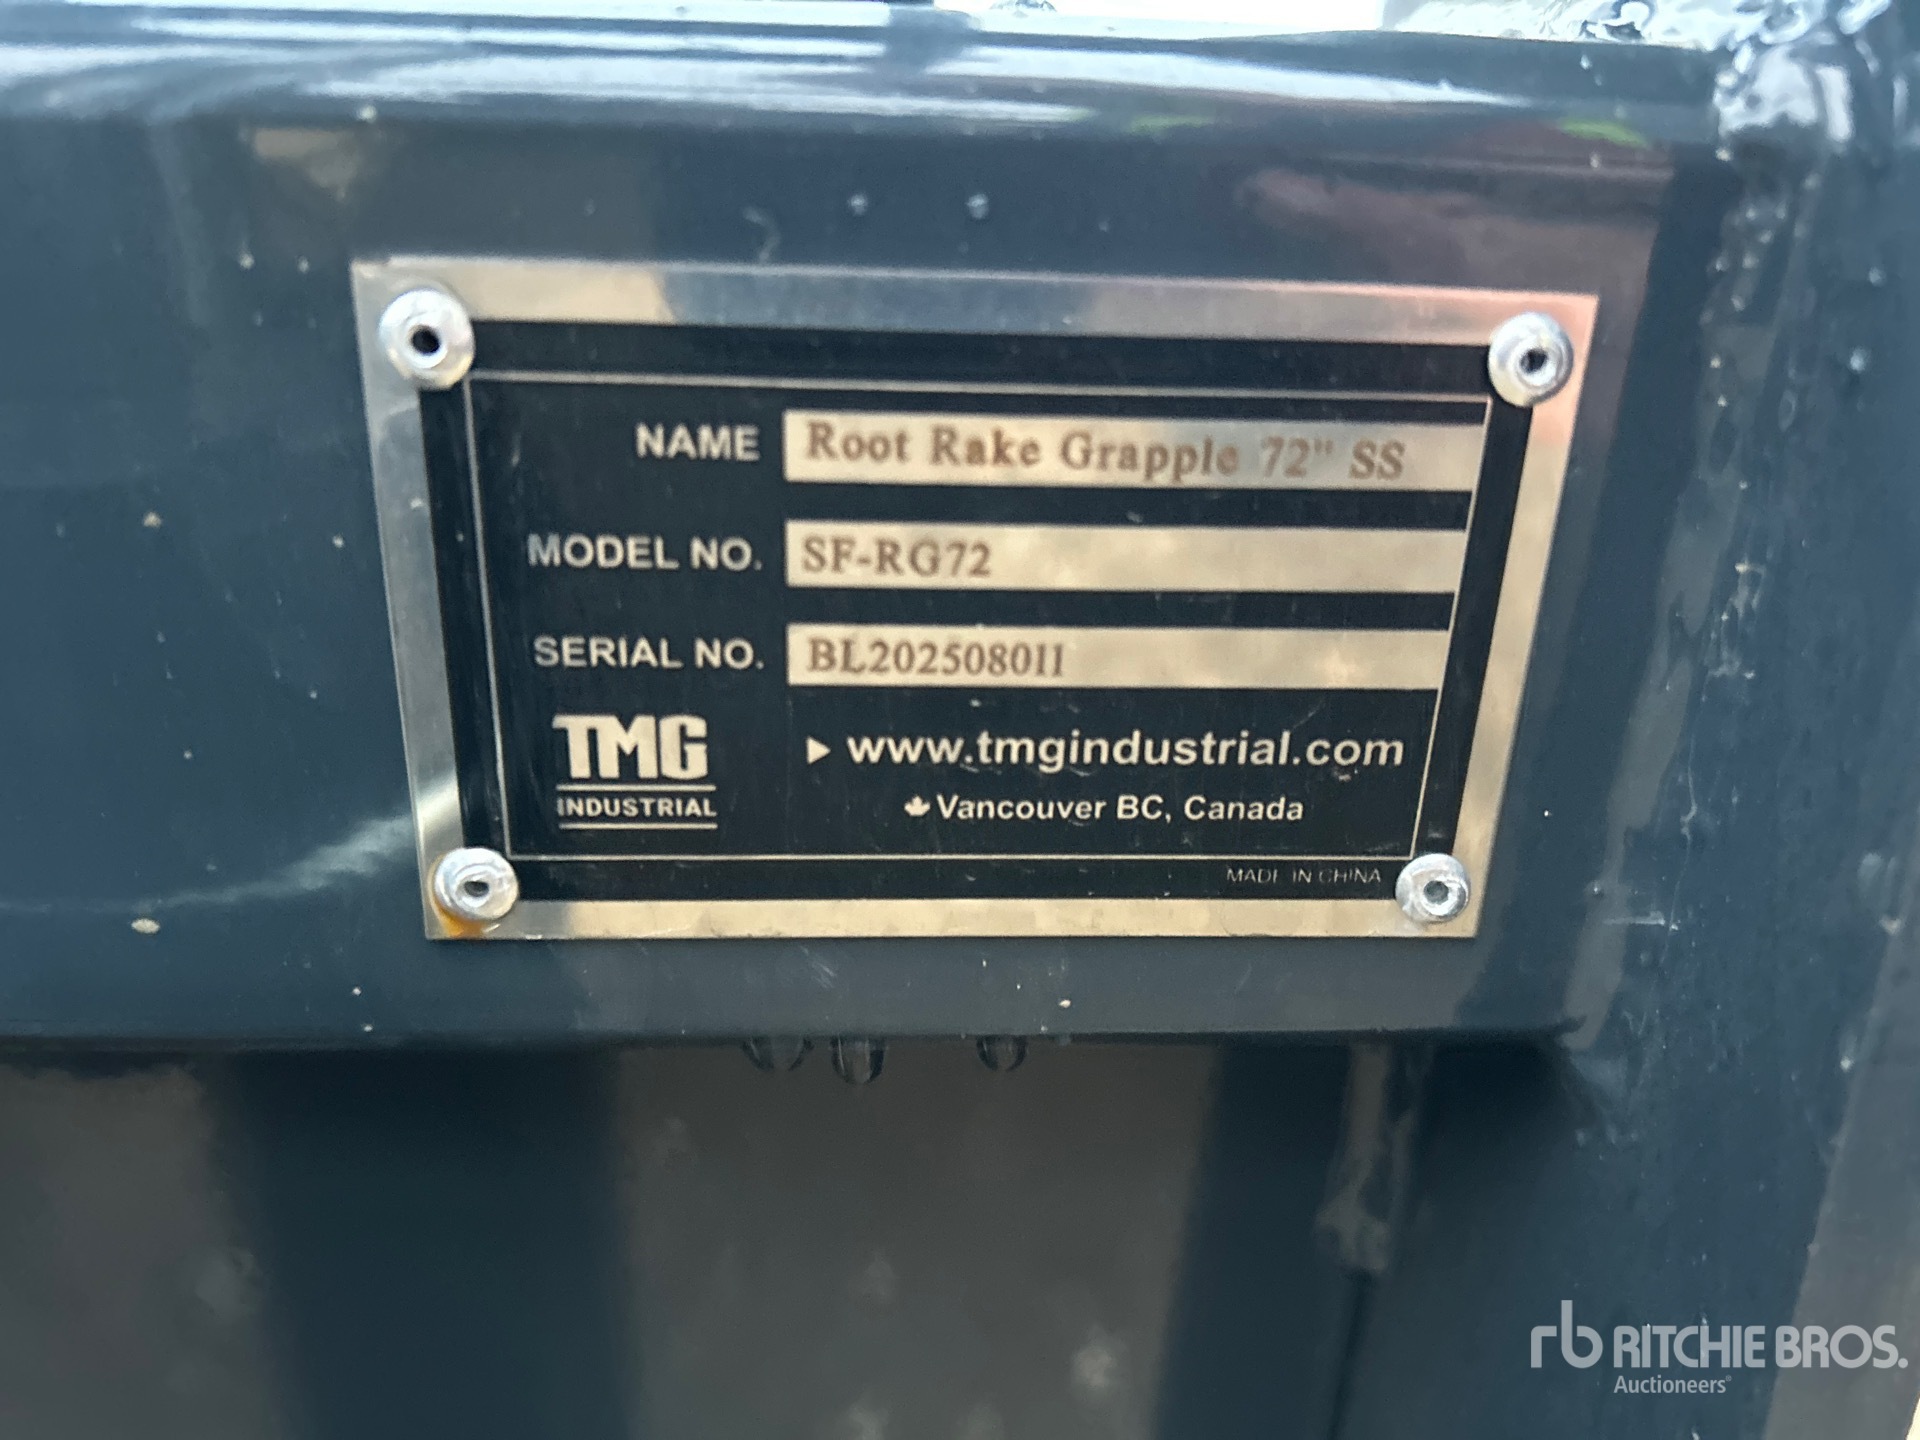 NAME Root Rake Grapple 72" SS
MODEL NO. SF-RG72
SERIAL NO. BL202508011
TMG
INDUSTRIAL
www.tmgindustrial.com
Vancouver BC, Canada
MADE IN CHINA
rb RITCHIE BROS.
Auctioneers